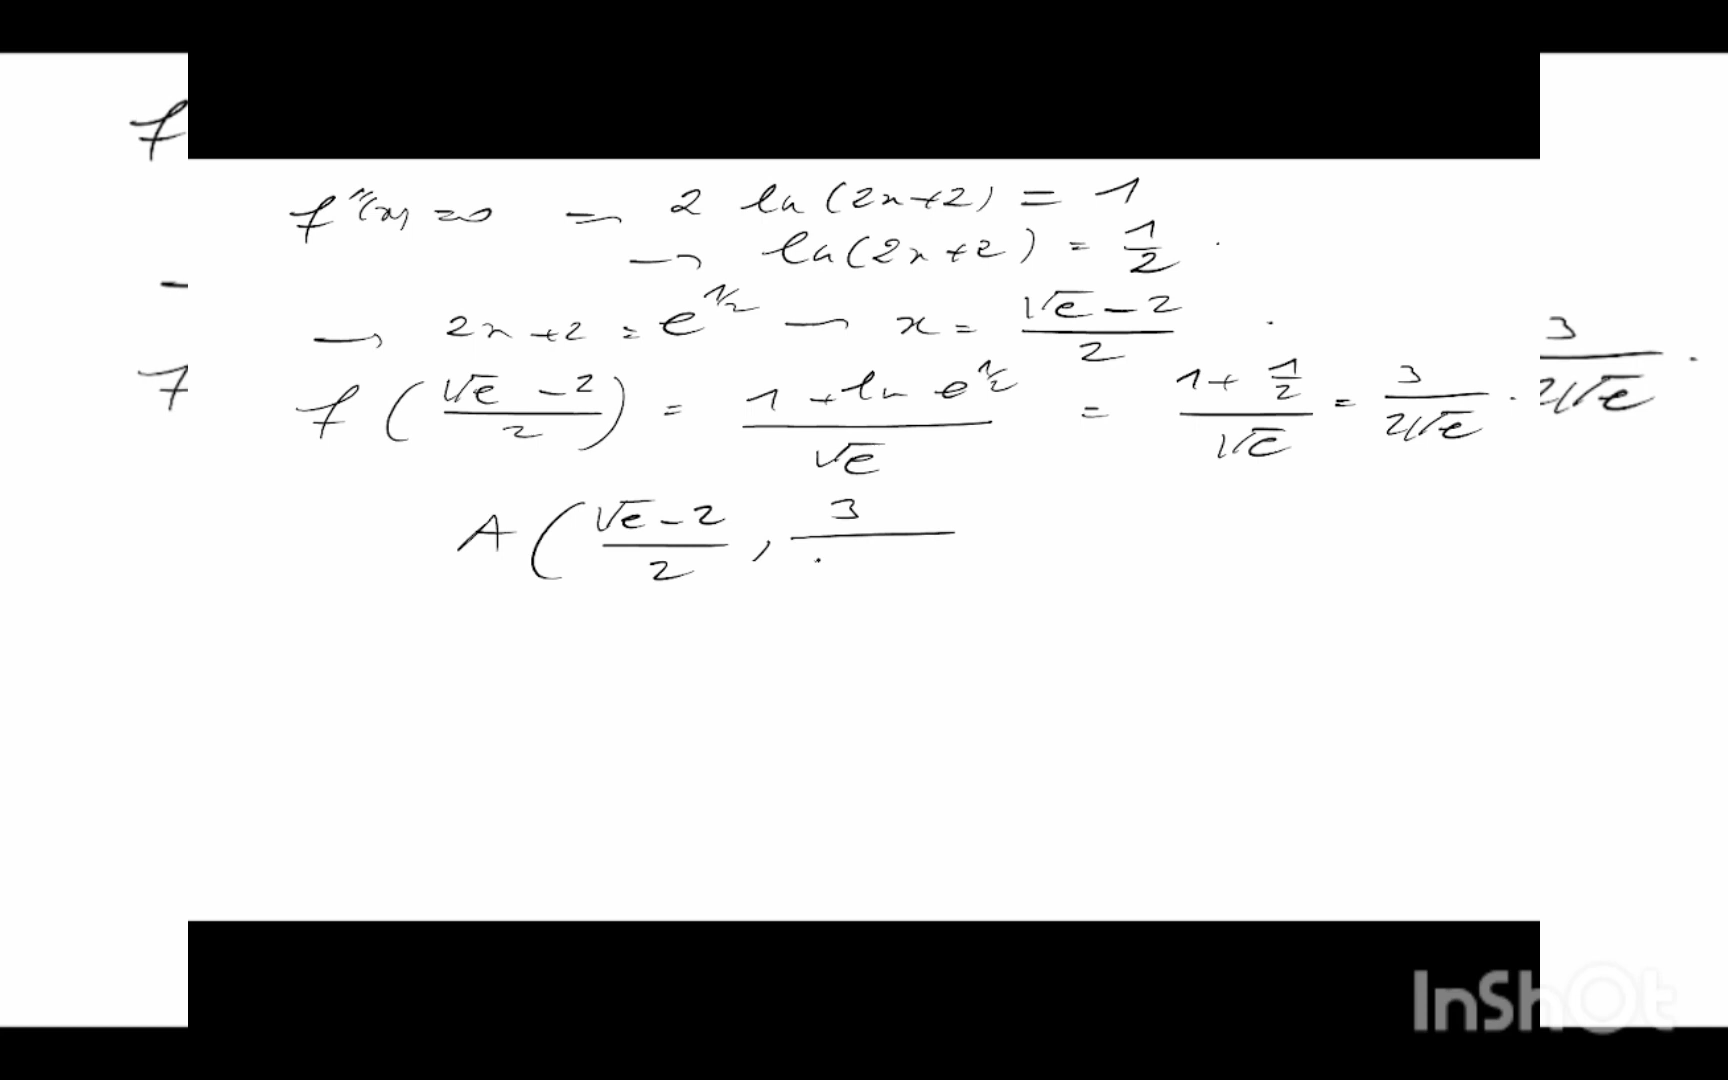 f''(x) = 0 → 2 ln(2x+2) = 1
→ ln(2x+2) = 1/2 .
→ 2x+2 = e^1/2 → x = (√e - 2)/2 .
f((√e - 2)/2) = (1 + ln e^1/2)/√e = (1 + 1/2)/√e = 3/(2√e) . 3/(2√e) .
A((√e - 2)/2 , 3/
InShOt